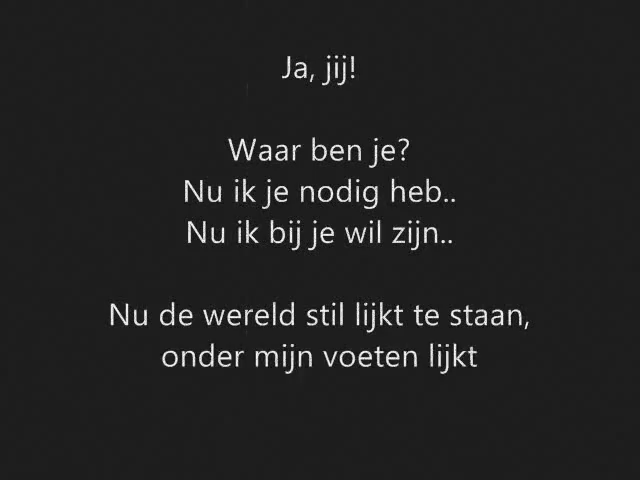 Ja, jij!
Waar ben je?
Nu ik je nodig heb..
Nu ik bij je wil zijn..
Nu de wereld stil lijkt te staan,
onder mijn voeten lijkt